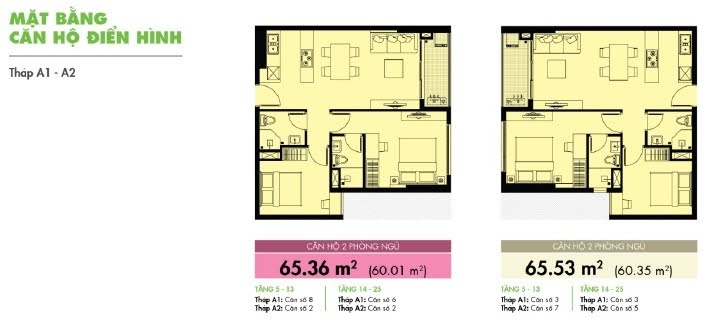 MẶT BẰNG
CĂN HỘ ĐIỂN HÌNH
Tháp A1 - A2
CĂN HỘ 2 PHÒNG NGỦ
65.36 m² (60.01 m²)
TẦNG 5 - 13
Tháp A1: Căn số 8
Tháp A2: Căn số 2
TẦNG 14 - 25
Tháp A1: Căn số 6
Tháp A2: Căn số 2
CĂN HỘ 2 PHÒNG NGỦ
65.53 m² (60.35 m²)
TẦNG 5 - 13
Tháp A1: Căn số 3
Tháp A2: Căn số 7
TẦNG 14 - 25
Tháp A1: Căn số 3
Tháp A2: Căn số 5